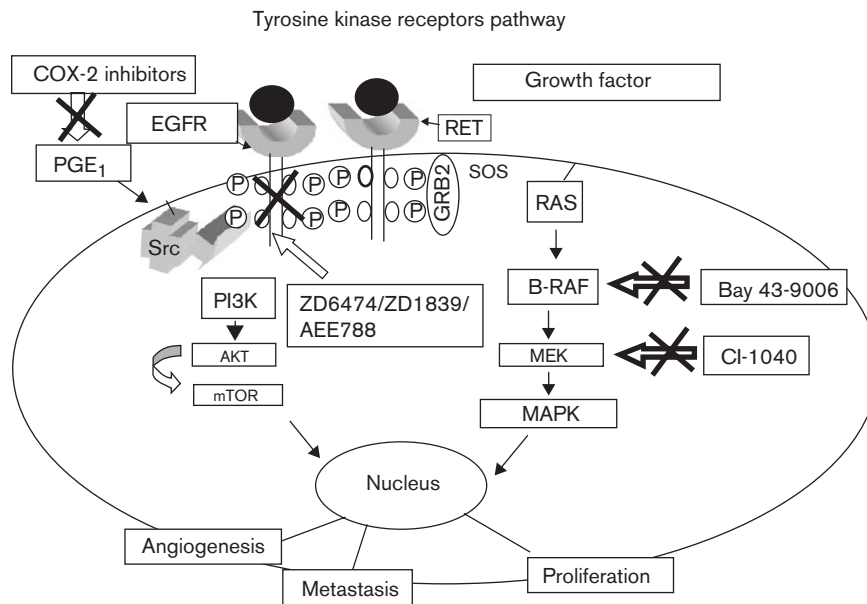 Tyrosine kinase receptors pathway
COX-2 inhibitors
Growth factor
EGFR
RET
PGE1
P
P
P
P
P
P
P
P
GRB2
SOS
Src
RAS
PI3K
ZD6474/ZD1839/
AEE788
B-RAF
Bay 43-9006
AKT
MEK
CI-1040
mTOR
MAPK
Nucleus
Angiogenesis
Metastasis
Proliferation